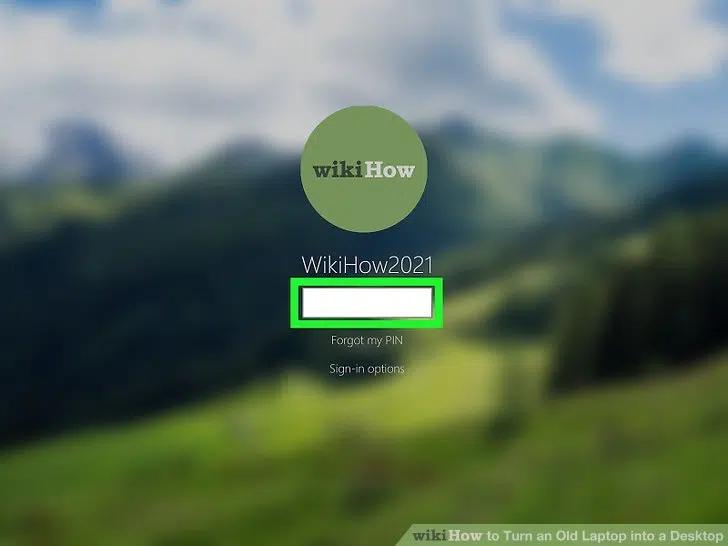 wikiHow
WikiHow2021
Forgot my PIN
Sign-in options
wikiHow to Turn an Old Laptop into a Desktop